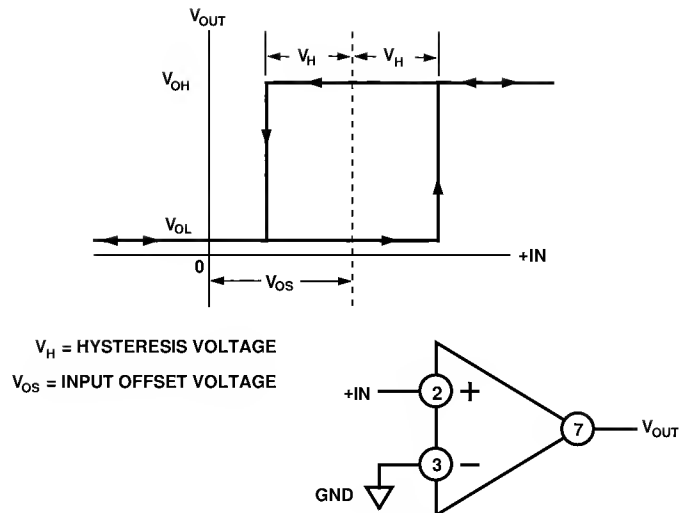 VOUT
VH
VH
VOH
VOL
0
VOS
+IN
VH = HYSTERESIS VOLTAGE
VOS = INPUT OFFSET VOLTAGE
+IN
2
+
7
VOUT
3
–
GND